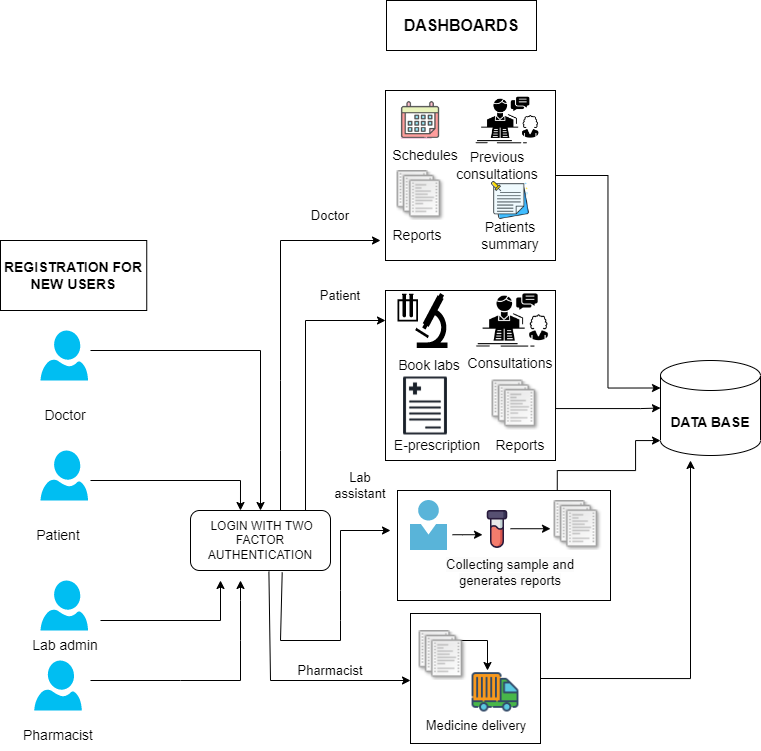 DASHBOARDS
Schedules
Previous
consultations
Reports
Patients
summary
Doctor
REGISTRATION FOR
NEW USERS
Patient
Book labs
Consultations
E-prescription
Reports
Doctor
DATA BASE
Lab
assistant
Patient
LOGIN WITH TWO
FACTOR
AUTHENTICATION
Collecting sample and
generates reports
Lab admin
Pharmacist
Pharmacist
Medicine delivery